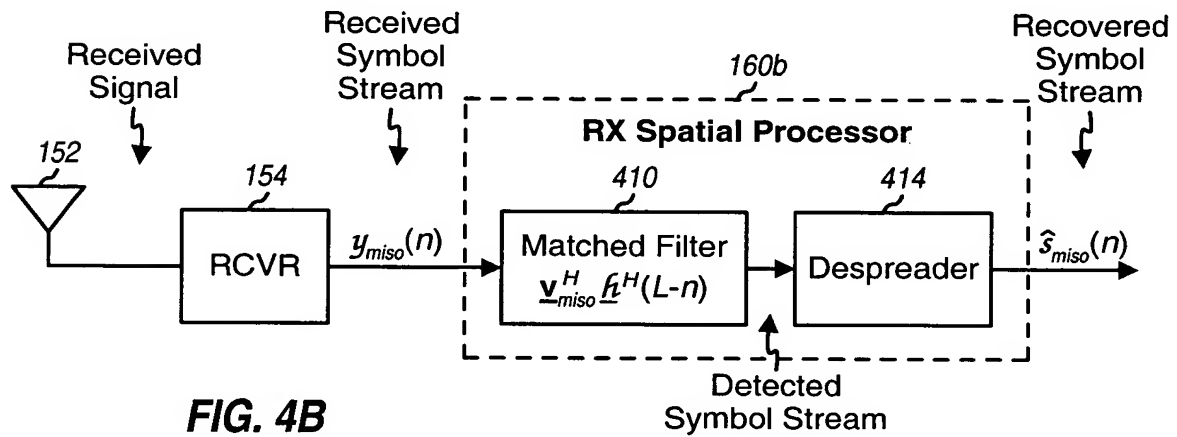 Received
Signal
Received
Symbol
Stream
Recovered
Symbol
Stream
160b
RX Spatial Processor
152
154
410
414
RCVR
y_miso(n)
Matched Filter
v^H_miso h^H(L-n)
Despreader
ŝ_miso(n)
Detected
Symbol Stream
FIG. 4B